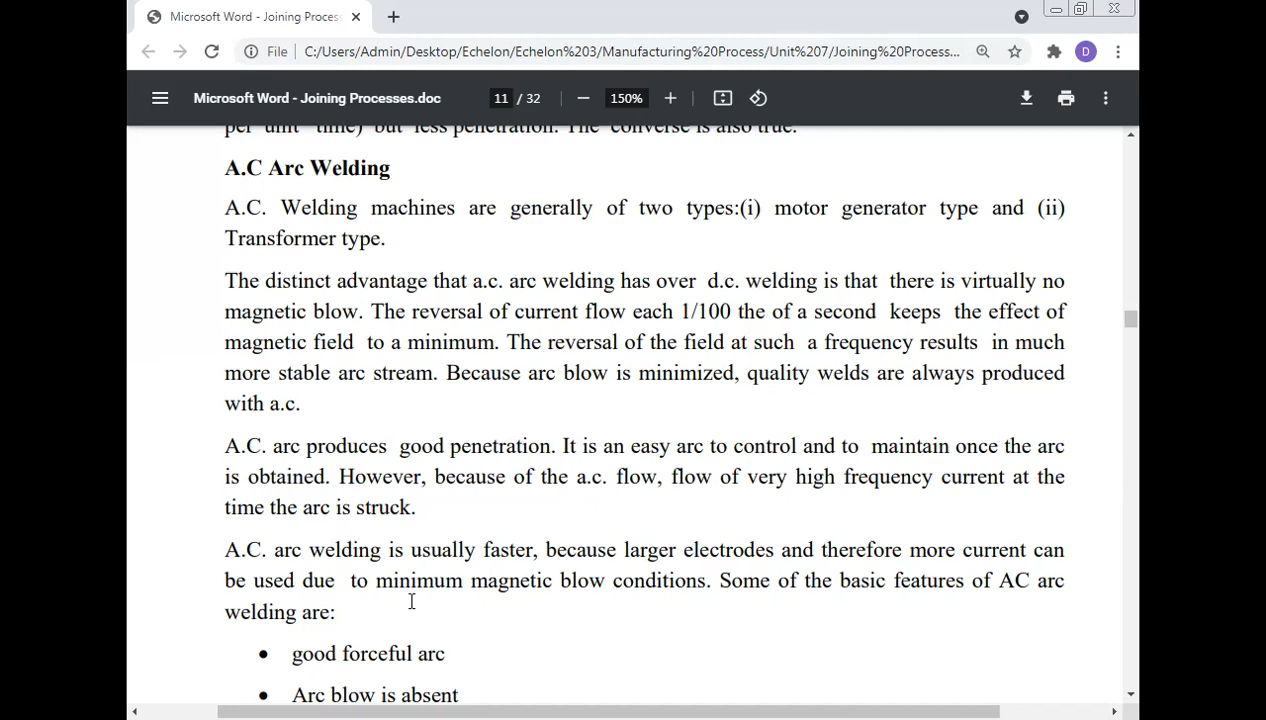 Microsoft Word - Joining Process
File C:/Users/Admin/Desktop/Echelon/Echelon%203/Manufacturing%20Process/Unit%207/Joining%20Process...
D
Microsoft Word - Joining Processes.doc 11 / 32 150%
per unit time) but less penetration. The converse is also true.
A.C Arc Welding
A.C. Welding machines are generally of two types:(i) motor generator type and (ii)
Transformer type.
The distinct advantage that a.c. arc welding has over d.c. welding is that there is virtually no
magnetic blow. The reversal of current flow each 1/100 the of a second keeps the effect of
magnetic field to a minimum. The reversal of the field at such a frequency results in much
more stable arc stream. Because arc blow is minimized, quality welds are always produced
with a.c.
A.C. arc produces good penetration. It is an easy arc to control and to maintain once the arc
is obtained. However, because of the a.c. flow, flow of very high frequency current at the
time the arc is struck.
A.C. arc welding is usually faster, because larger electrodes and therefore more current can
be used due to minimum magnetic blow conditions. Some of the basic features of AC arc
welding are:
• good forceful arc
• Arc blow is absent